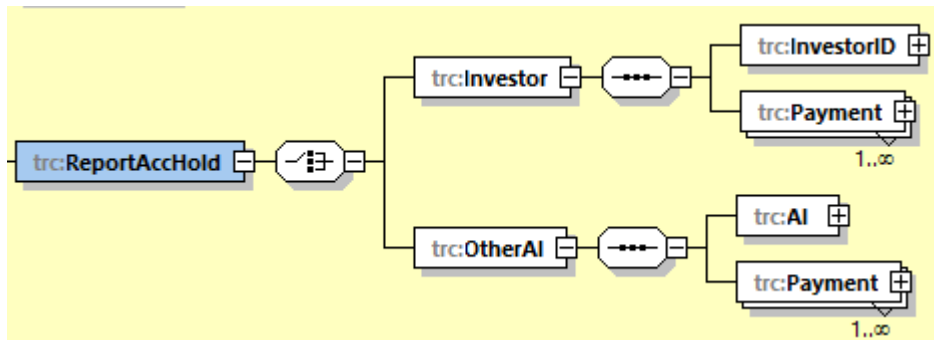 trc:InvestorID
trc:Investor
trc:Payment
1..∞
trc:ReportAccHold
trc:AI
trc:OtherAI
trc:Payment
1..∞